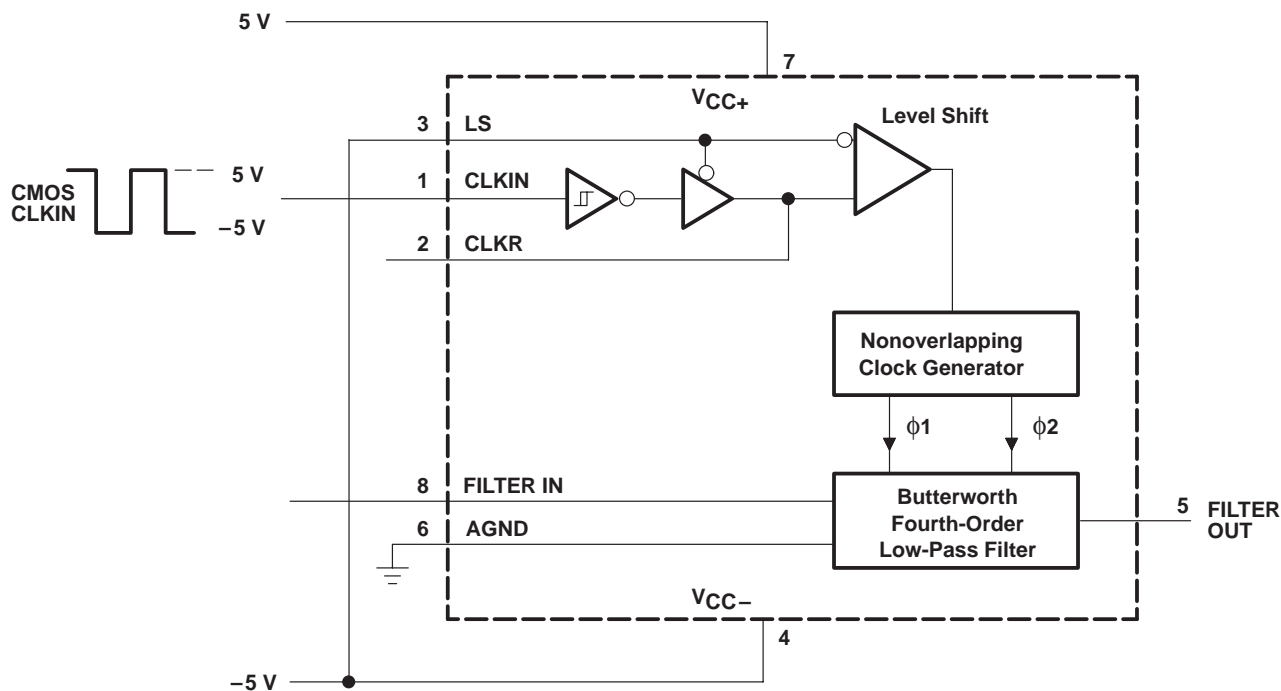 5 V
7
VCC+
Level Shift
3 LS
5 V
CMOS
CLKIN
–5 V
1 CLKIN
2 CLKR
Nonoverlapping
Clock Generator
ϕ1
ϕ2
8 FILTER IN
6 AGND
Butterworth
Fourth-Order
Low-Pass Filter
5 FILTER
OUT
VCC–
4
–5 V